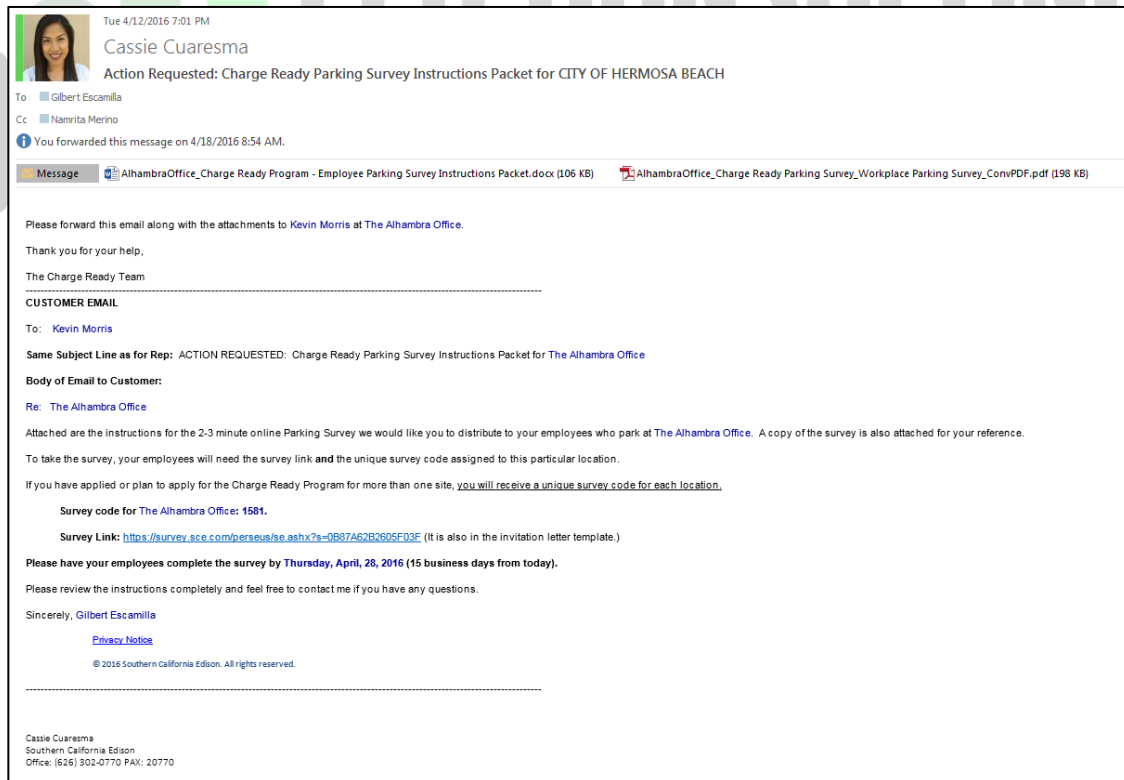 Tue 4/12/2016 7:01 PM
Cassie Cuaresma
Action Requested: Charge Ready Parking Survey Instructions Packet for CITY OF HERMOSA BEACH
To Gilbert Escamilla
Cc Namrita Merino
You forwarded this message on 4/18/2016 8:54 AM.
Message AlhambraOffice_Charge Ready Program - Employee Parking Survey Instructions Packet.docx (106 KB) AlhambraOffice_Charge Ready Parking Survey_Workplace Parking Survey_ConvPDF.pdf (198 KB)
Please forward this email along with the attachments to Kevin Morris at The Alhambra Office.
Thank you for your help,
The Charge Ready Team
--------------------------------------------------------------------------------
CUSTOMER EMAIL
To: Kevin Morris
Same Subject Line as for Rep: ACTION REQUESTED: Charge Ready Parking Survey Instructions Packet for The Alhambra Office
Body of Email to Customer:
Re: The Alhambra Office
Attached are the instructions for the 2-3 minute online Parking Survey we would like you to distribute to your employees who park at The Alhambra Office. A copy of the survey is also attached for your reference.
To take the survey, your employees will need the survey link and the unique survey code assigned to this particular location.
If you have applied or plan to apply for the Charge Ready Program for more than one site, you will receive a unique survey code for each location.
Survey code for The Alhambra Office: 1581.
Survey Link: https://survey.sce.com/perseus/se.ashx?s=0B87A62B2605F03F (It is also in the invitation letter template.)
Please have your employees complete the survey by Thursday, April, 28, 2016 (15 business days from today).
Please review the instructions completely and feel free to contact me if you have any questions.
Sincerely, Gilbert Escamilla
Privacy Notice
© 2016 Southern California Edison. All rights reserved.
--------------------------------------------------------------------------------
Cassie Cuaresma
Southern California Edison
Office: (626) 302-0770 PAX: 20770